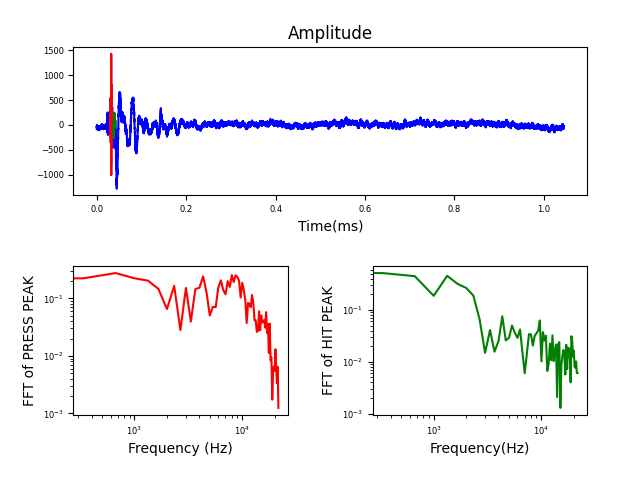 Amplitude
1500
1000
500
0
−500
−1000
0.0 0.2 0.4 0.6 0.8 1.0
Time(ms)
FFT of PRESS PEAK
10⁻¹
10⁻²
10⁻³
10³ 10⁴
Frequency (Hz)
FFT of HIT PEAK
10⁻¹
10⁻²
10⁻³
10³ 10⁴
Frequency(Hz)